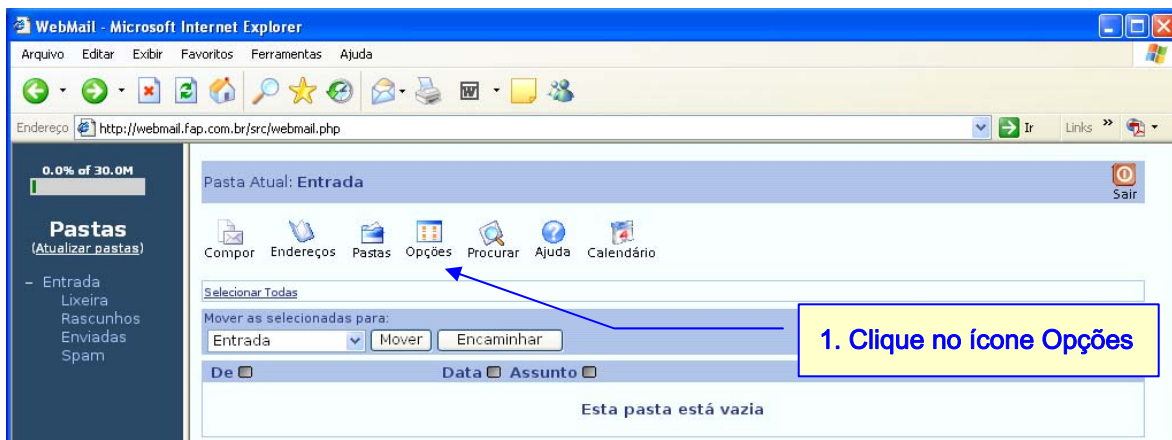 WebMail - Microsoft Internet Explorer
Arquivo Editar Exibir Favoritos Ferramentas Ajuda
Endereço http://webmail.fap.com.br/src/webmail.php Ir Links »
0.0% of 30.0M
Pasta Atual: Entrada
Sair
Pastas
(Atualizar pastas)
Compor Endereços Pastas Opções Procurar Ajuda Calendário
– Entrada
Lixeira
Rascunhos
Enviadas
Spam
Selecionar Todas
Mover as selecionadas para:
Entrada Mover Encaminhar
1. Clique no ícone Opções
De Data Assunto
Esta pasta está vazia